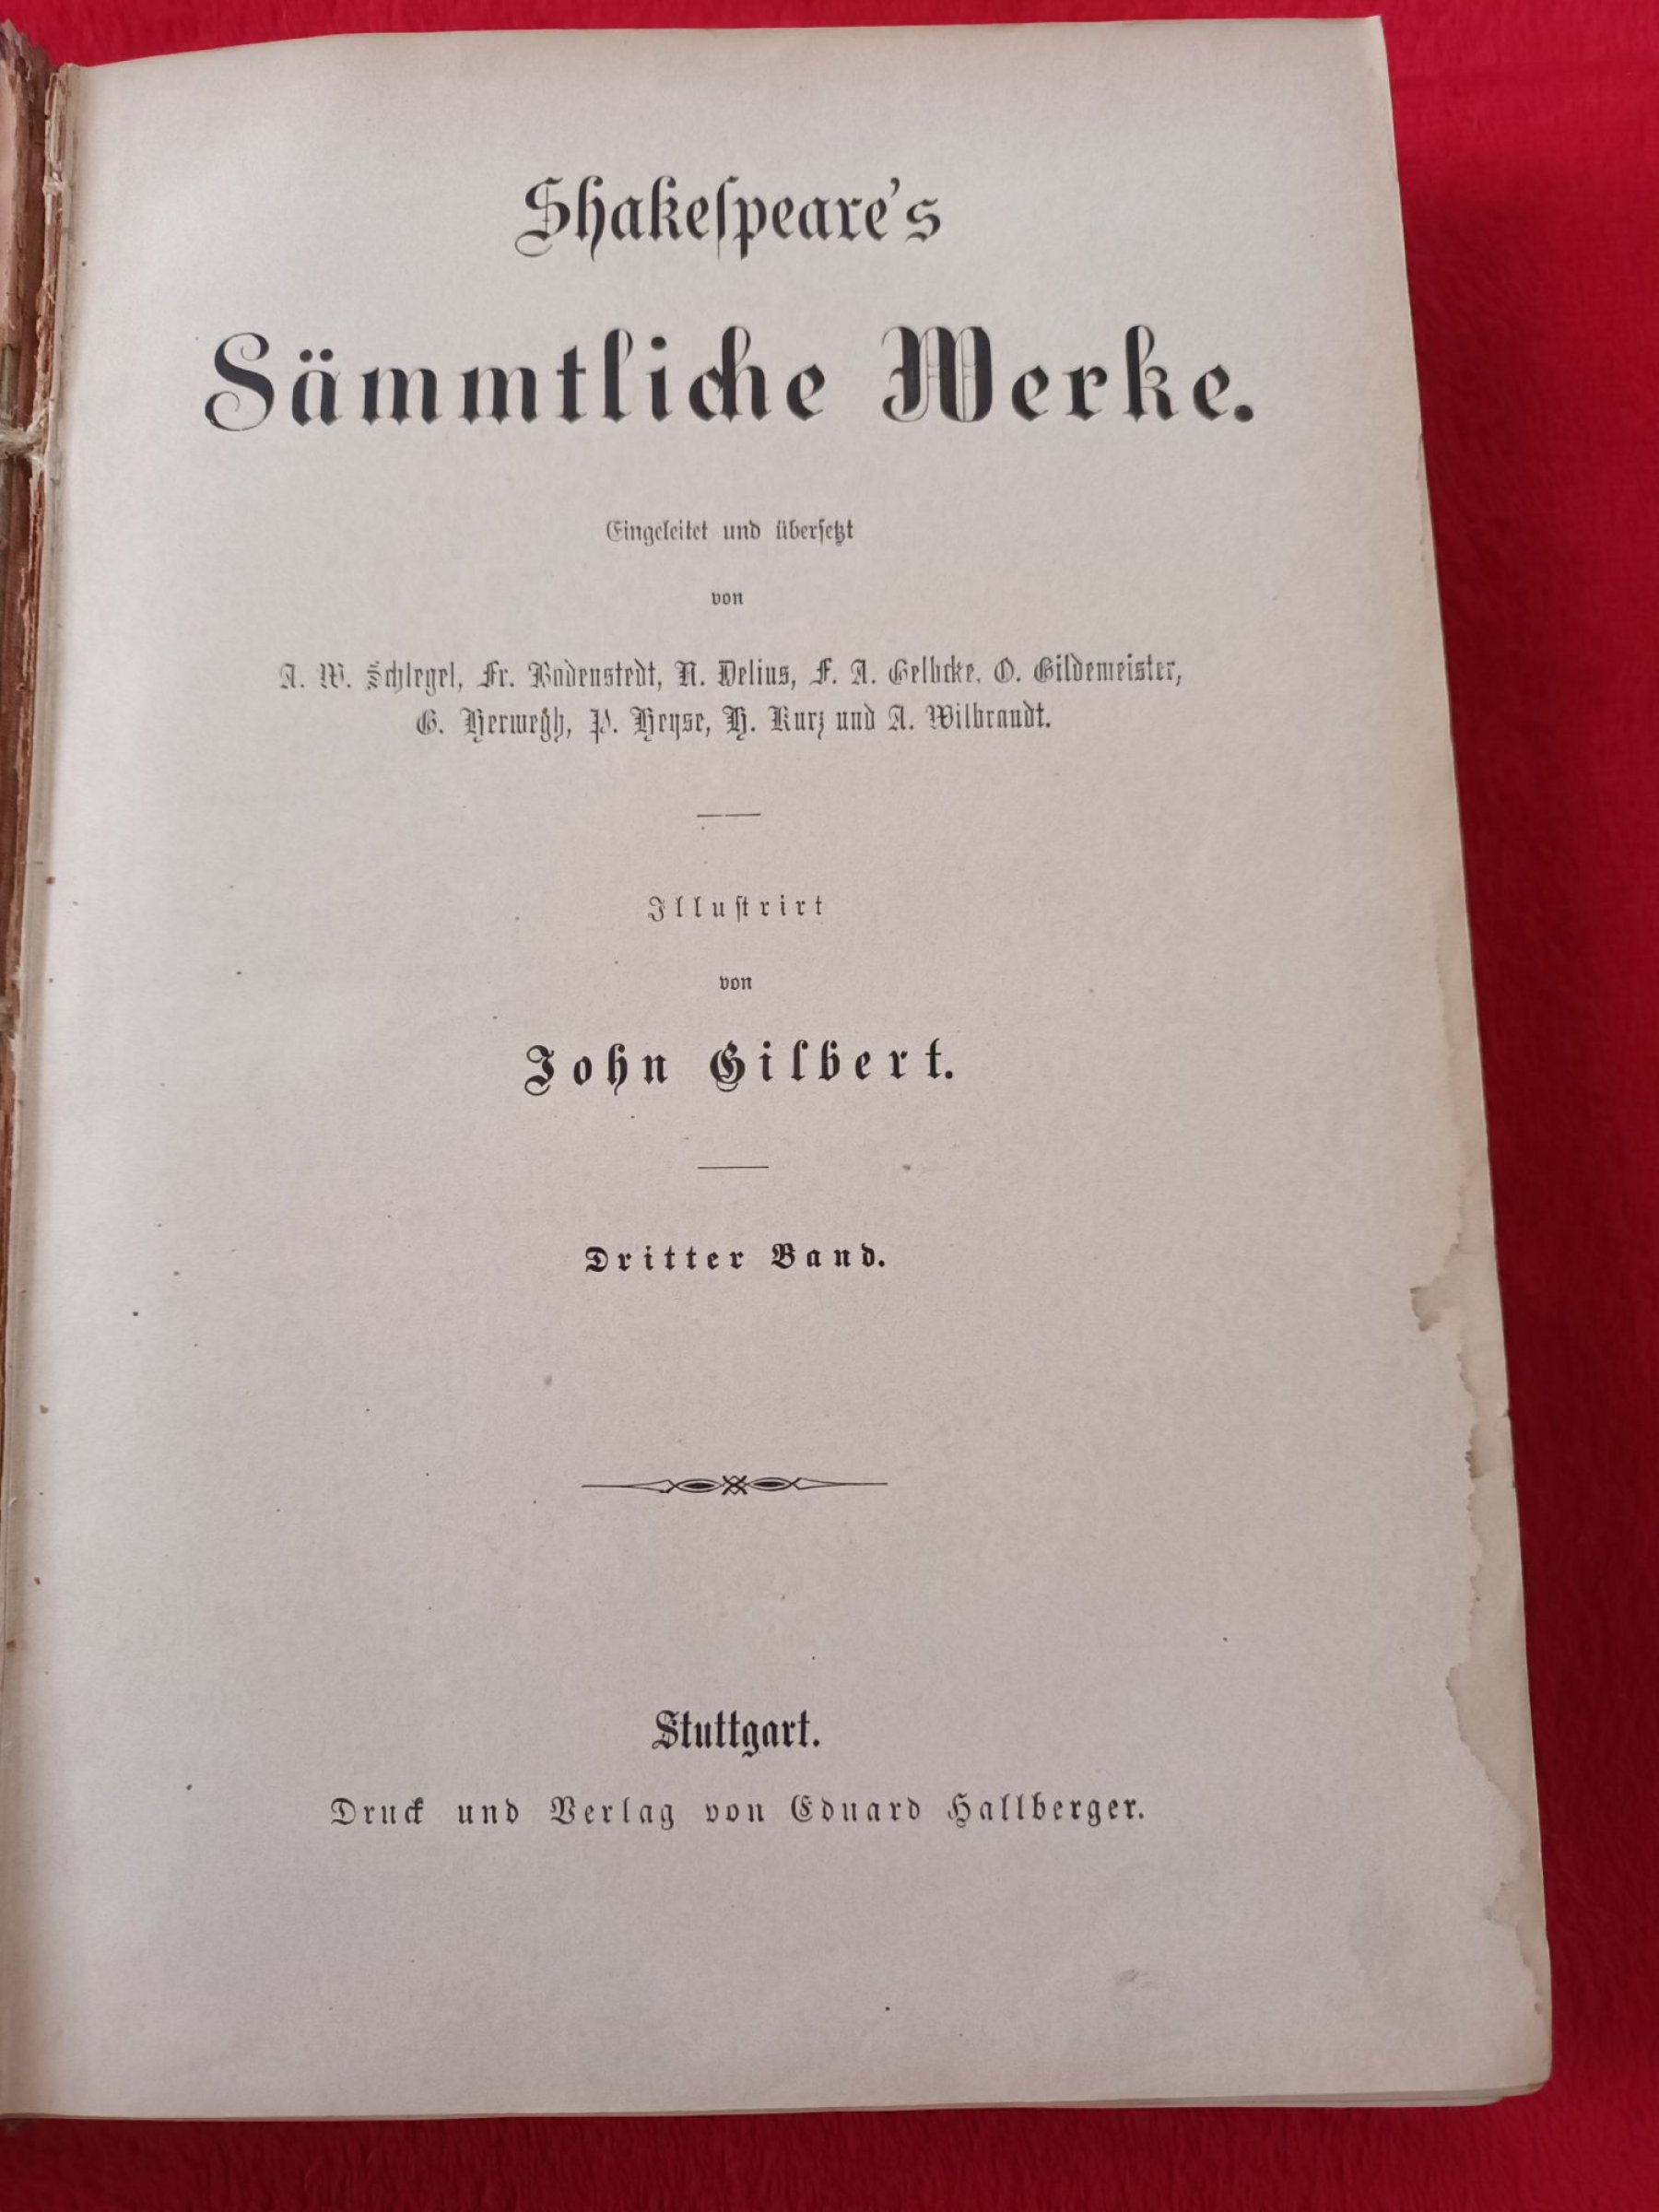 Shakeſpeare's
Sämmtliche Werke.
Eingeleitet und überſetzt
von
A. W. Schlegel, Fr. Bodenstedt, N. Delius, F. A. Gelbcke, O. Gildemeister,
G. Herwegh, P. Heyse, H. Kurz und A. Wilbrandt.
Illuſtrirt
von
John Gilbert.
Dritter Band.
Stuttgart.
Druck und Verlag von Eduard Hallberger.